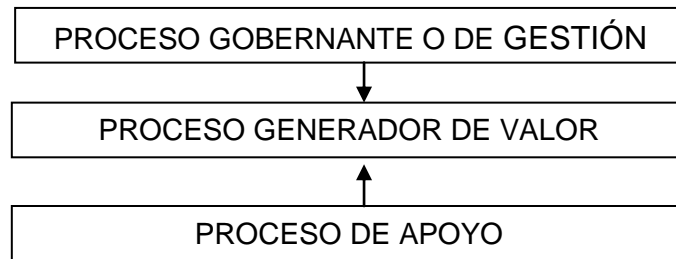 PROCESO GOBERNANTE O DE GESTIÓN
PROCESO GENERADOR DE VALOR
PROCESO DE APOYO